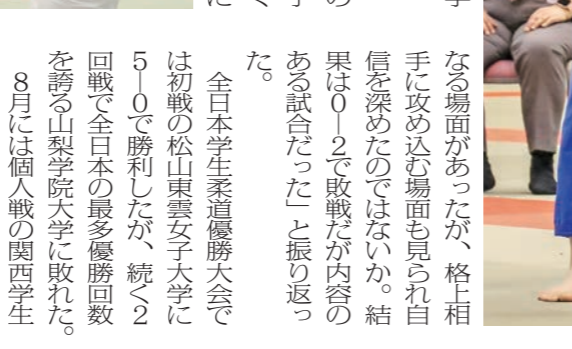 なる場面があったが、格上相
手に攻め込む場面も見られ自
信を深めたのではないか。結
果は0―2で敗戦だが内容の
ある試合だった」と振り返っ
た。
全日本学生柔道優勝大会で
は初戦の松山東雲女子大学に
5―0で勝利したが、続く2
回戦で全日本の最多優勝回数
を誇る山梨学院大学に敗れた。
8月には個人戦の関西学生